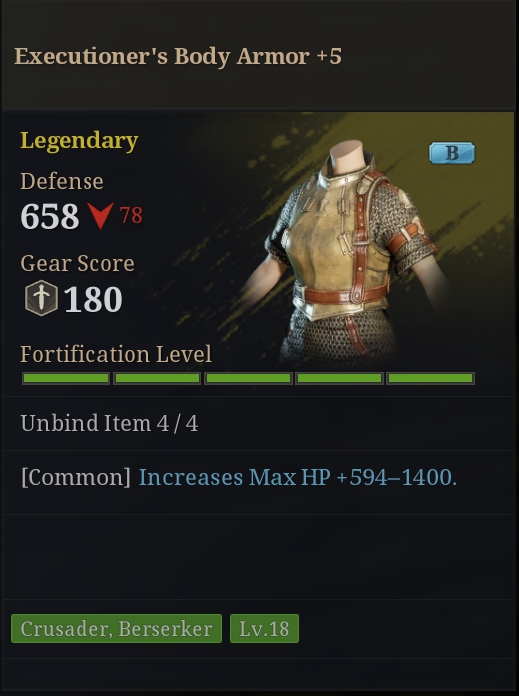 Executioner's Body Armor +5
Legendary
B
Defense
658 78
Gear Score
180
Fortification Level
Unbind Item 4 / 4
[Common] Increases Max HP +594–1400.
Crusader, Berserker Lv.18